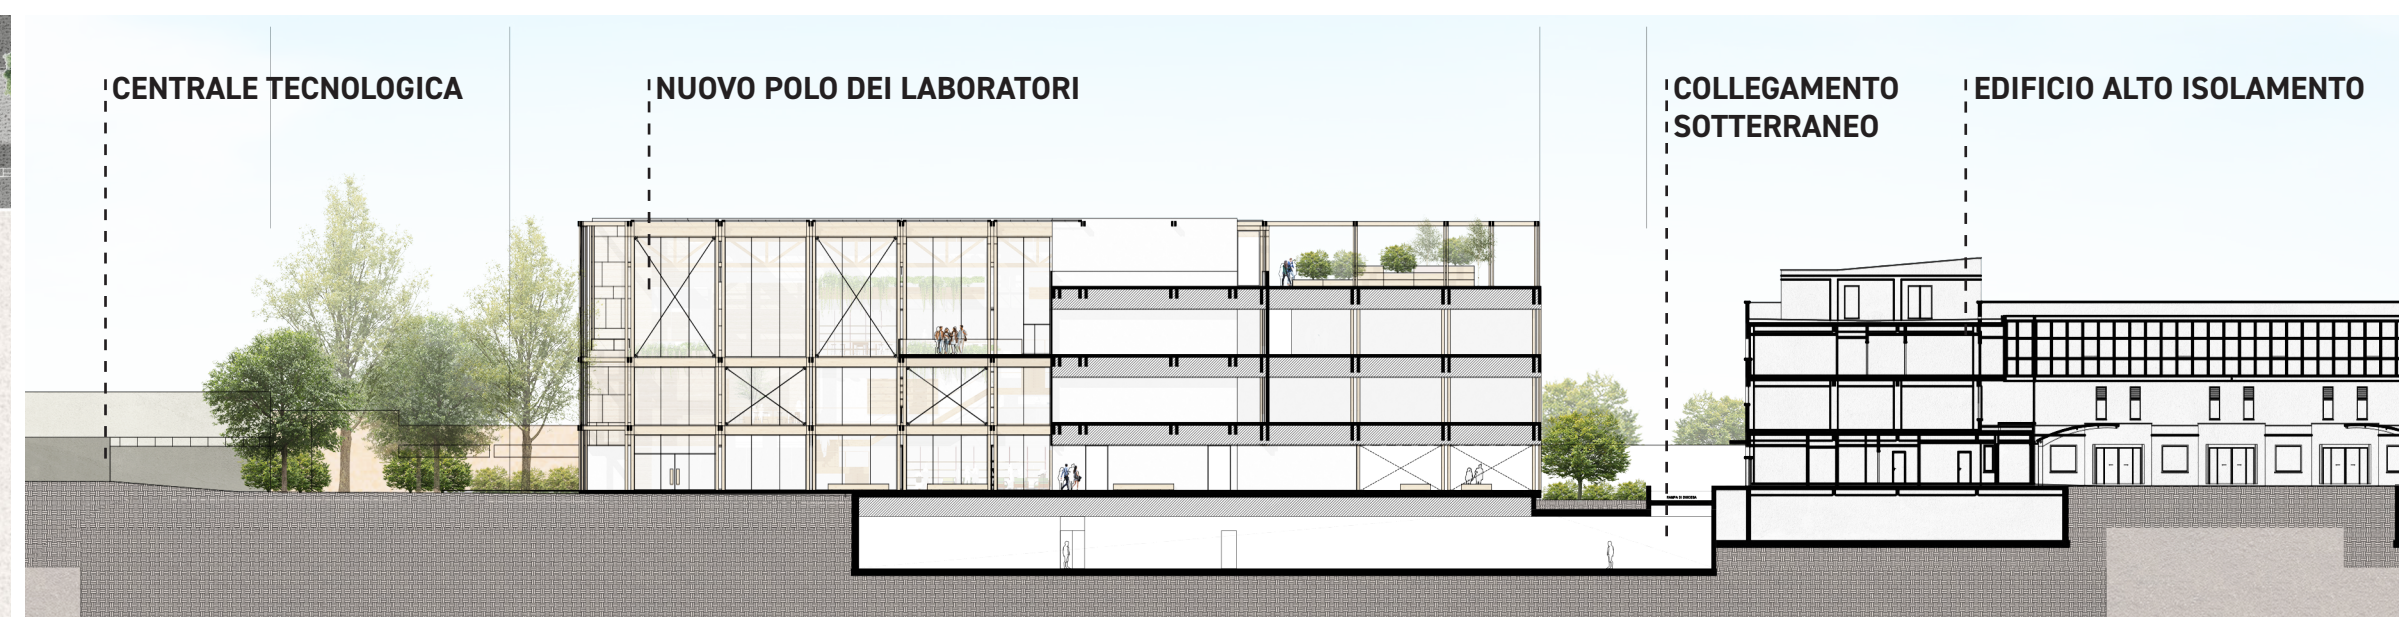 CENTRALE TECNOLOGICA
NUOVO POLO DEI LABORATORI
COLLEGAMENTO
SOTTERRANEO
EDIFICIO ALTO ISOLAMENTO